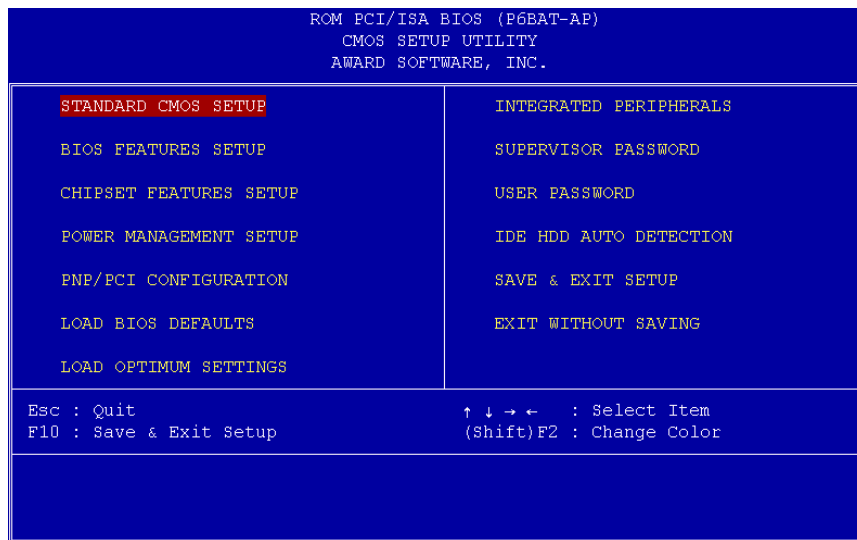 ROM PCI/ISA BIOS (P6BAT-AP)
CMOS SETUP UTILITY
AWARD SOFTWARE, INC.
STANDARD CMOS SETUP
BIOS FEATURES SETUP
CHIPSET FEATURES SETUP
POWER MANAGEMENT SETUP
PNP/PCI CONFIGURATION
LOAD BIOS DEFAULTS
LOAD OPTIMUM SETTINGS
INTEGRATED PERIPHERALS
SUPERVISOR PASSWORD
USER PASSWORD
IDE HDD AUTO DETECTION
SAVE & EXIT SETUP
EXIT WITHOUT SAVING
Esc : Quit
F10 : Save & Exit Setup
↑ ↓ → ← : Select Item
(Shift)F2 : Change Color